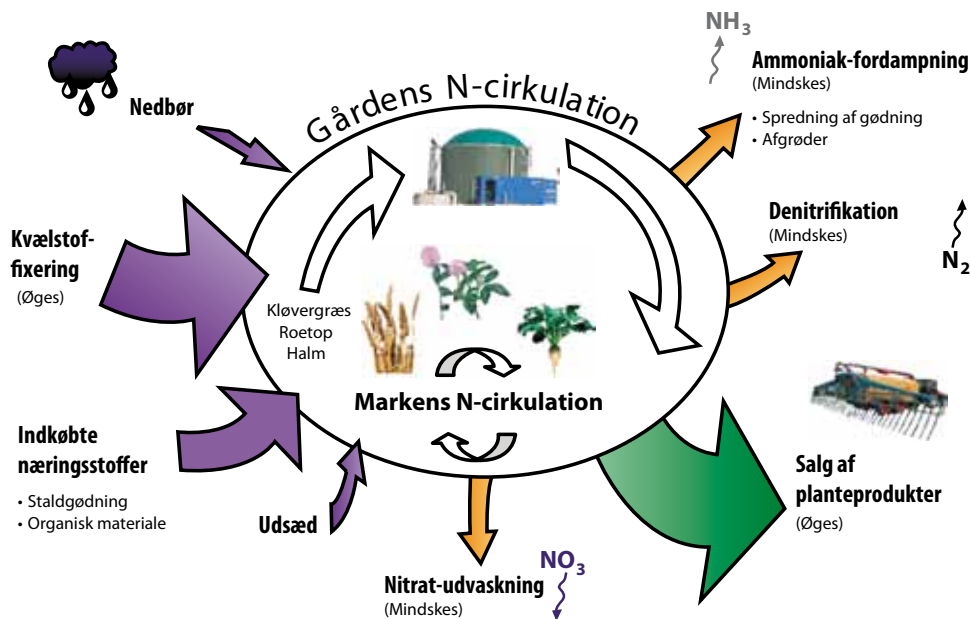 Gårdens N-cirkulation
Nedbør
Kvælstof-
fixering
(Øges)
Indkøbte
næringsstoffer
• Staldgødning
• Organisk materiale
Udsæd
Kløvergræs
Roetop
Halm
Markens N-cirkulation
NH3
Ammoniak-fordampning
(Mindskes)
• Spredning af gødning
• Afgrøder
Denitrifikation
(Mindskes)
N2
Salg af
planteprodukter
(Øges)
Nitrat-udvaskning
(Mindskes)
NO3